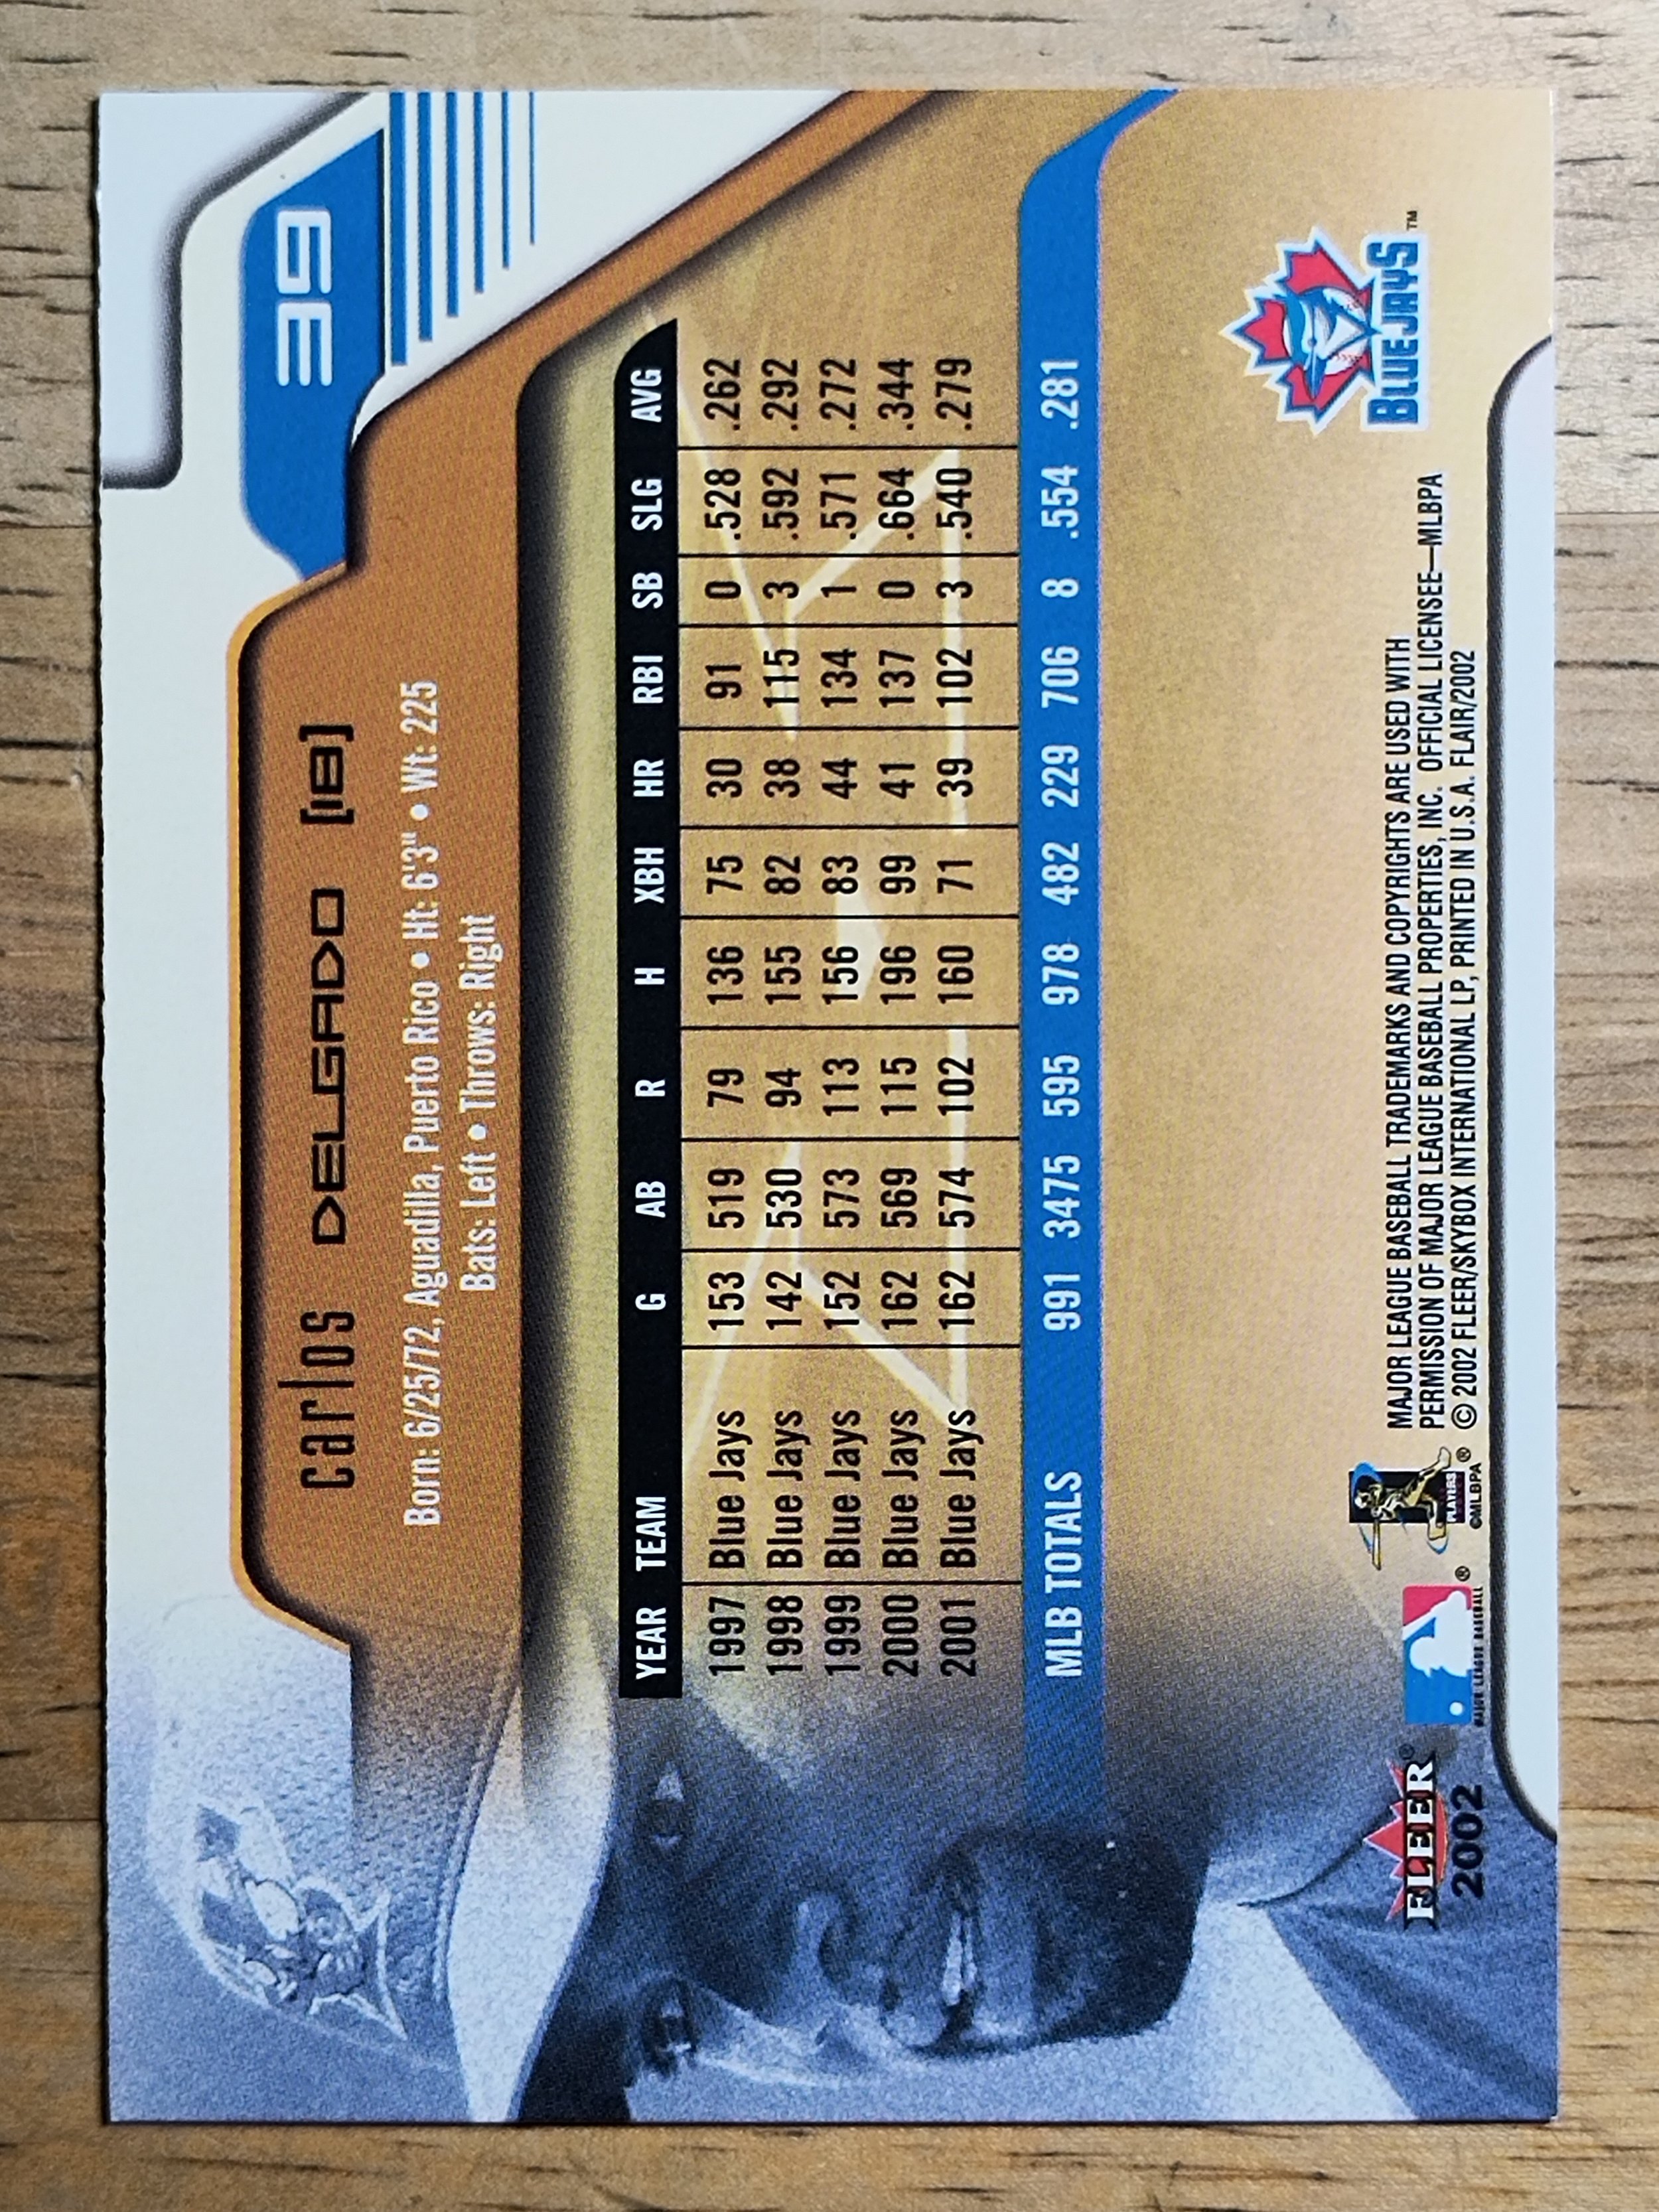 39
carlos DELGADO [1B]
Born: 6/25/72, Aguadilla, Puerto Rico • Ht: 6'3" • Wt: 225
Bats: Left • Throws: Right
YEAR TEAM G AB R H XBH HR RBI SB SLG AVG
1997 Blue Jays 153 519 79 136 75 30 91 0 .528 .262
1998 Blue Jays 142 530 94 155 82 38 115 3 .592 .292
1999 Blue Jays 152 573 113 156 83 44 134 1 .571 .272
2000 Blue Jays 162 569 115 196 99 41 137 0 .664 .344
2001 Blue Jays 162 574 102 160 71 39 102 3 .540 .279
MLB TOTALS 991 3475 595 978 482 229 706 8 .554 .281
BLUE JAYS ™
FLEER®
2002
MAJOR LEAGUE BASEBALL ®
PLAYERS
©MLBPA ®
MAJOR LEAGUE BASEBALL TRADEMARKS AND COPYRIGHTS ARE USED WITH
PERMISSION OF MAJOR LEAGUE BASEBALL PROPERTIES, INC. OFFICIAL LICENSEE—MLBPA
© 2002 FLEER/SKYBOX INTERNATIONAL LP, PRINTED IN U.S.A. FLAIR/2002